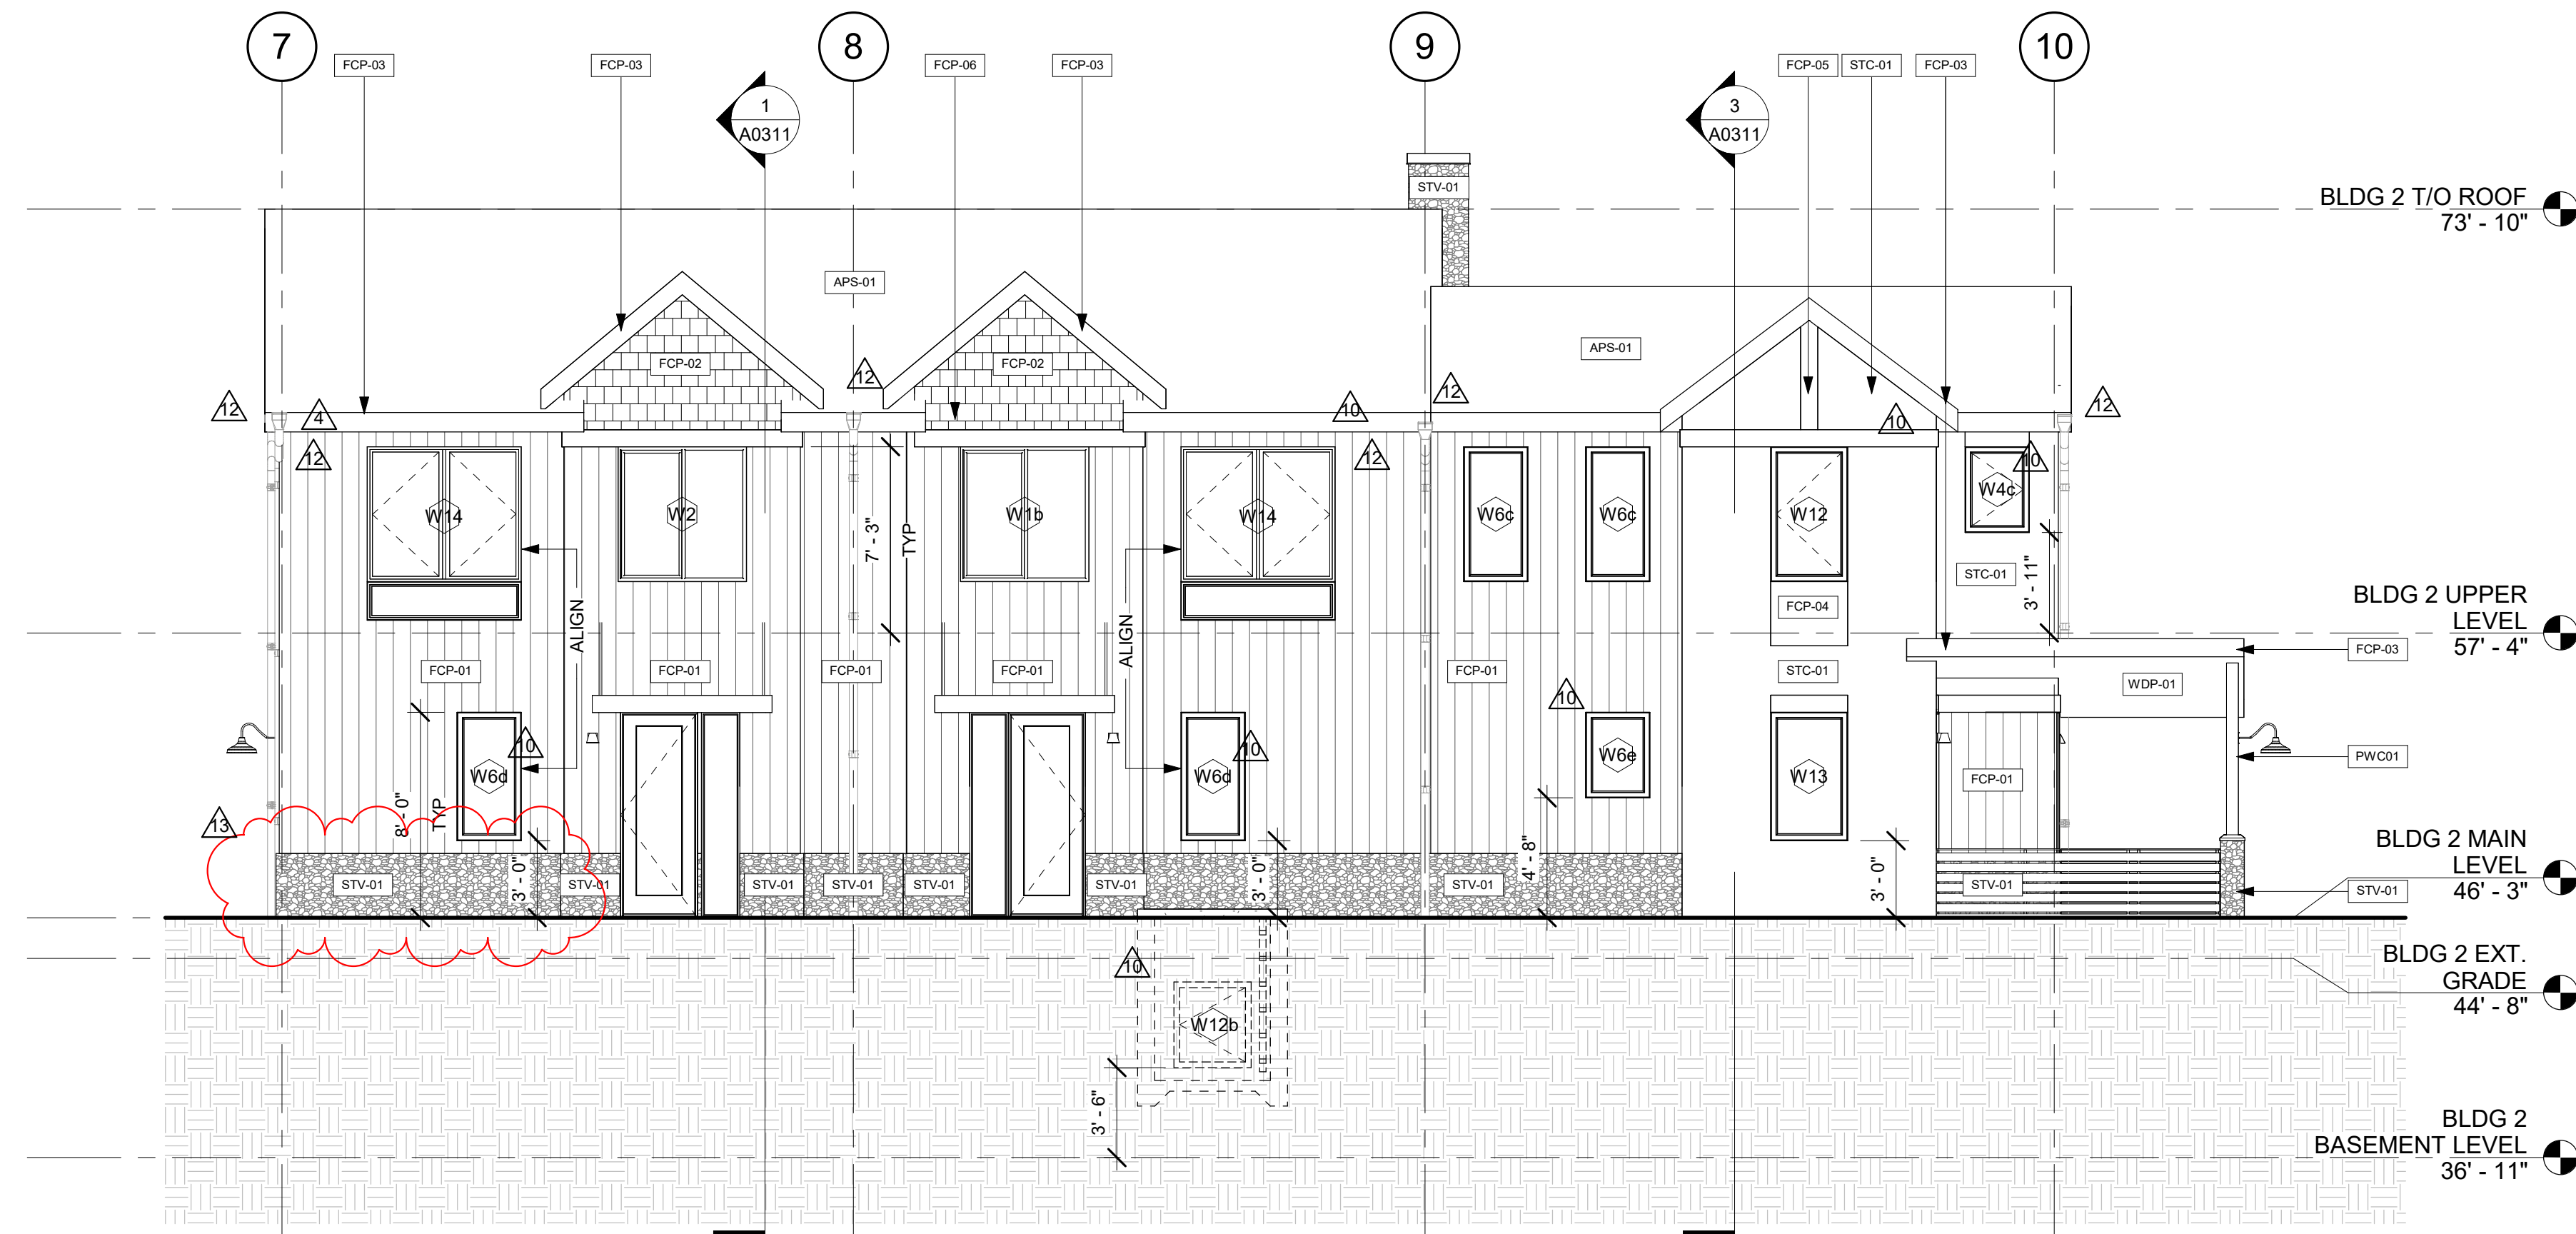 7
8
9
10
FCP-03
FCP-03
FCP-06
FCP-03
FCP-05
STC-01
FCP-03
1
A0311
3
A0311
STV-01
BLDG 2 T/O ROOF
73' - 10"
APS-01
APS-01
FCP-02
FCP-02
12
12
12
12
4
10
10
12
12
10
W14
W2
W1b
W14
W6c
W6c
W12
W4c
7' - 3"
TYP
ALIGN
ALIGN
FCP-04
STC-01
3' - 11"
BLDG 2 UPPER
LEVEL
57' - 4"
FCP-01
FCP-01
FCP-01
FCP-01
FCP-01
STC-01
FCP-03
WDP-01
10
10
10
W6d
W6d
W6e
W13
FCP-01
PWC01
13
8' - 0"
TYP
3' - 0"
3' - 0"
4' - 8"
3' - 0"
BLDG 2 MAIN
LEVEL
46' - 3"
STV-01
STV-01
STV-01
STV-01
STV-01
STV-01
STV-01
STV-01
STV-01
STV-01
10
W12b
BLDG 2 EXT.
GRADE
44' - 8"
3' - 6"
BLDG 2
BASEMENT LEVEL
36' - 11"